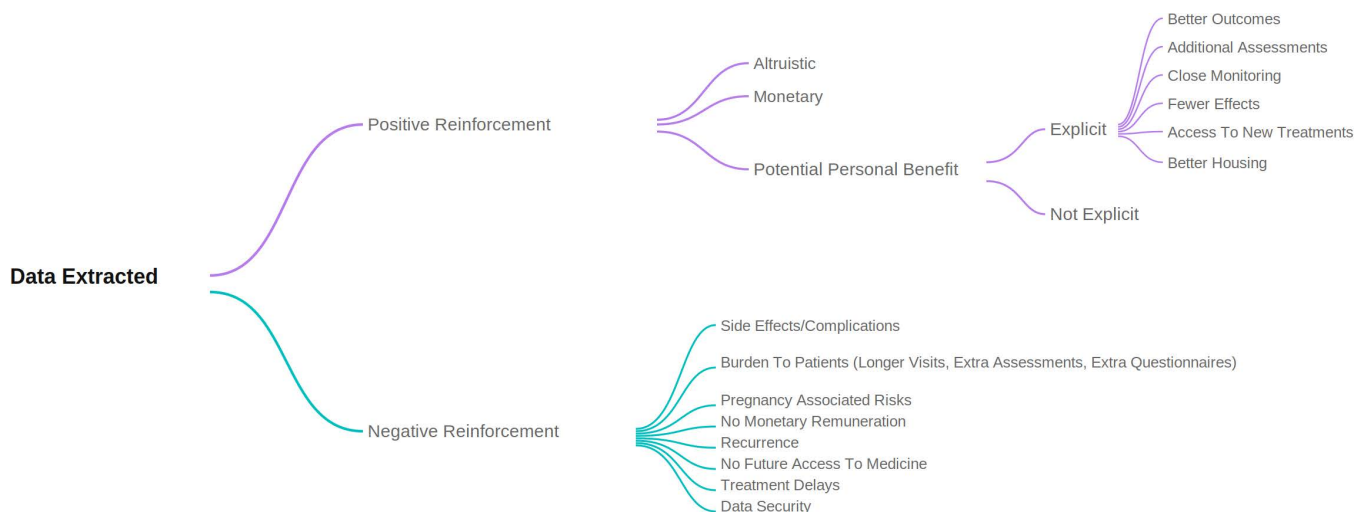 Data Extracted
Positive Reinforcement
Altruistic
Monetary
Potential Personal Benefit
Explicit
Better Outcomes
Additional Assessments
Close Monitoring
Fewer Effects
Access To New Treatments
Better Housing
Not Explicit
Negative Reinforcement
Side Effects/Complications
Burden To Patients (Longer Visits, Extra Assessments, Extra Questionnaires)
Pregnancy Associated Risks
No Monetary Remuneration
Recurrence
No Future Access To Medicine
Treatment Delays
Data Security